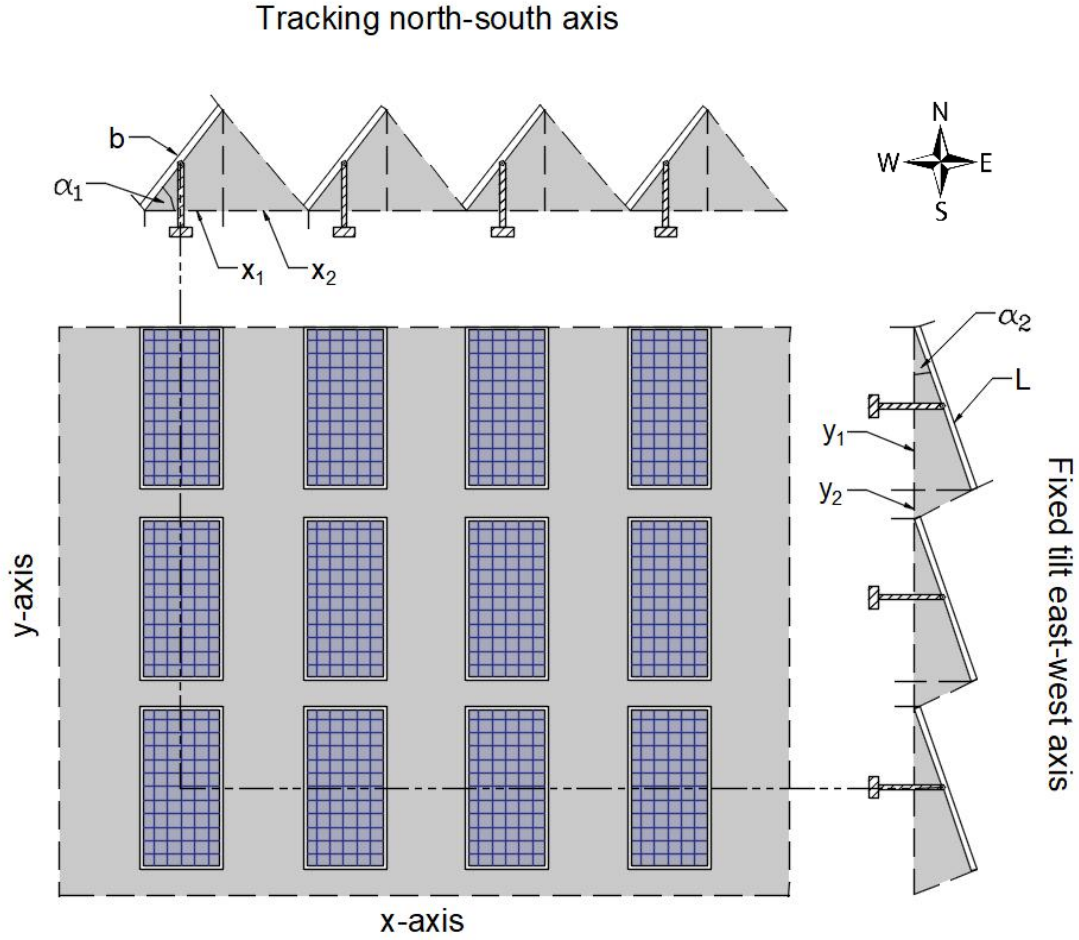 Tracking north-south axis
b
α₁
x₁
x₂
N
W
E
S
α₂
L
y₁
y₂
Fixed tilt east-west axis
y-axis
x-axis